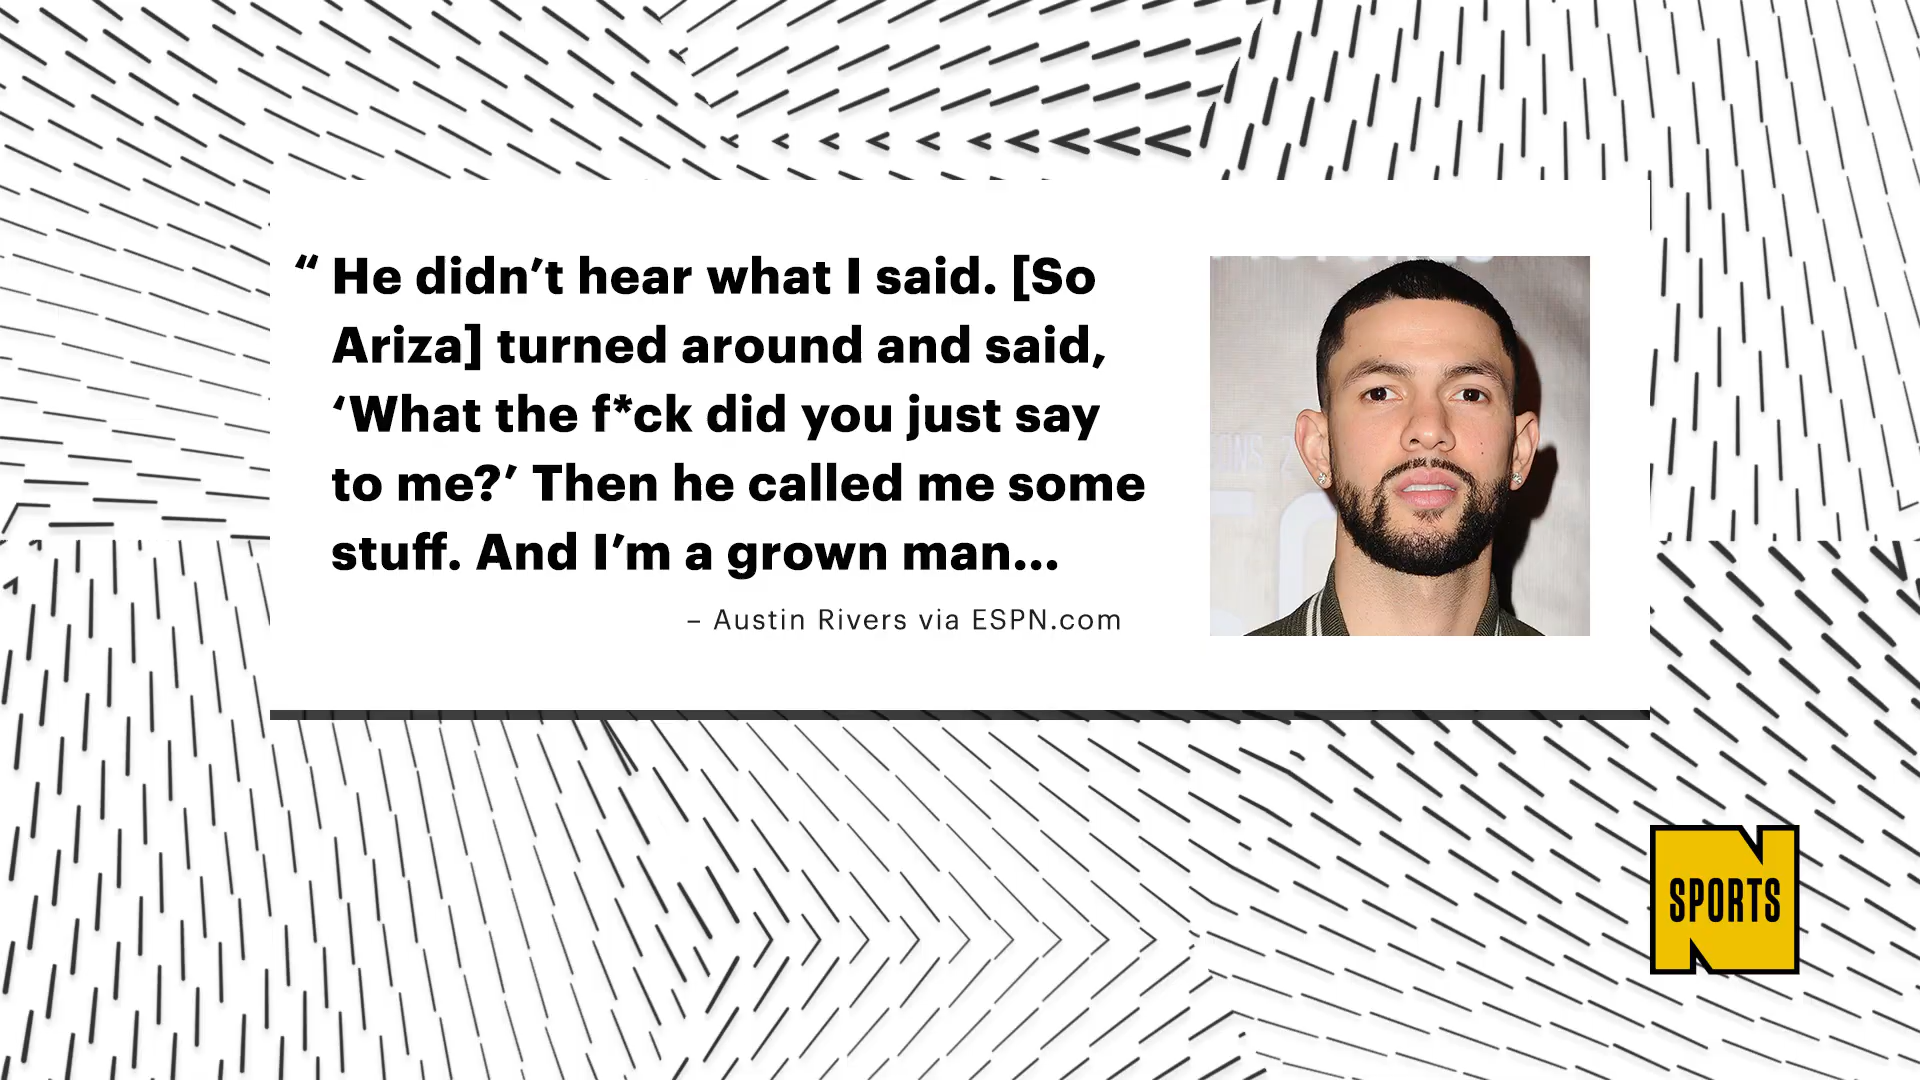 “ He didn’t hear what I said. [So
Ariza] turned around and said,
‘What the f*ck did you just say
to me?’ Then he called me some
stuff. And I’m a grown man...
– Austin Rivers via ESPN.com
SPORTS